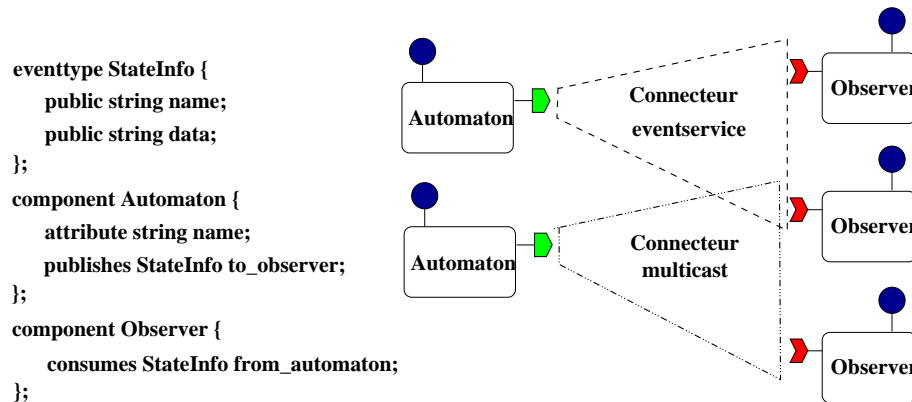 eventtype StateInfo {
public string name;
public string data;
};
component Automaton {
attribute string name;
publishes StateInfo to_observer;
};
component Observer {
consumes StateInfo from_automaton;
};
Automaton
Connecteur
eventservice
Observer
Automaton
Connecteur
multicast
Observer
Observer